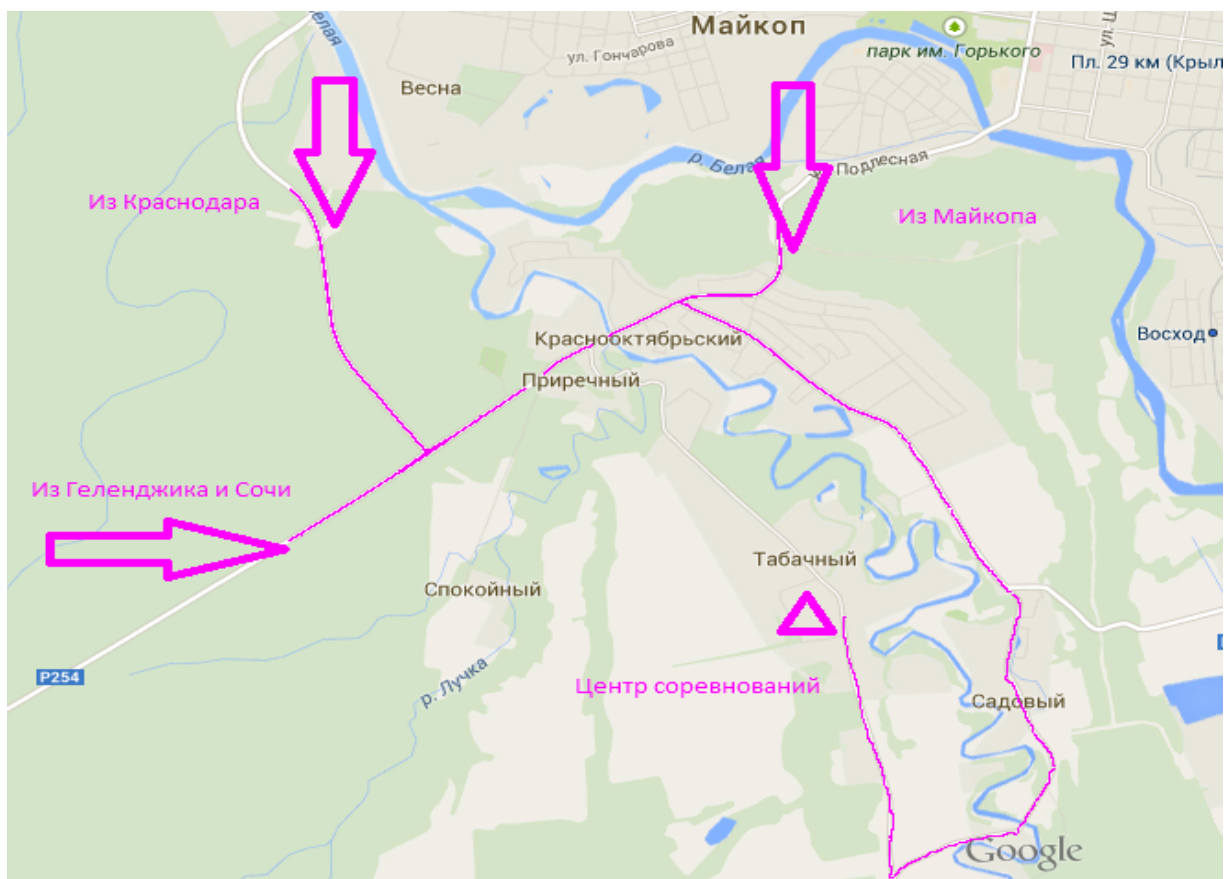 Майкоп
парк им. Горького
ул. Гончарова
Пл. 29 км (Крыл
Весна
р. Белая
Подлесная
Из Краснодара
Из Майкопа
Краснооктябрьский
Восход
Приречный
Из Геленджика и Сочи
Табачный
Спокойный
Р254
р. Лучка
Центр соревнований
Садовый
Google